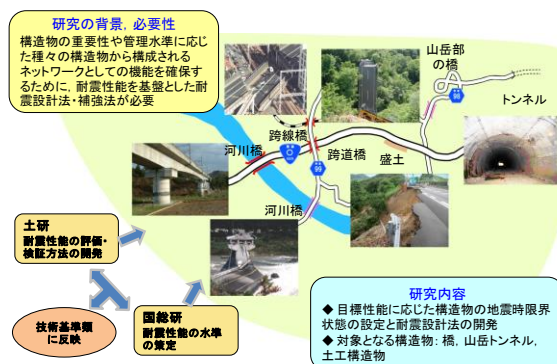 研究の背景，必要性
構造物の重要性や管理水準に応じ
た種々の構造物から構成される
ネットワークとしての機能を確保す
るために，耐震性能を基盤とした耐
震設計法・補強法が必要
山岳部
の橋
98
トンネル
跨線橋
河川橋
跨道橋
99
盛土
98
河川橋
土研
耐震性能の評価・
検証方法の開発
国総研
耐震性能の水準
の策定
技術基準類
に反映
研究内容
◆ 目標性能に応じた構造物の地震時限界
状態の設定と耐震設計法の開発
◆ 対象となる構造物：橋，山岳トンネル，
土工構造物